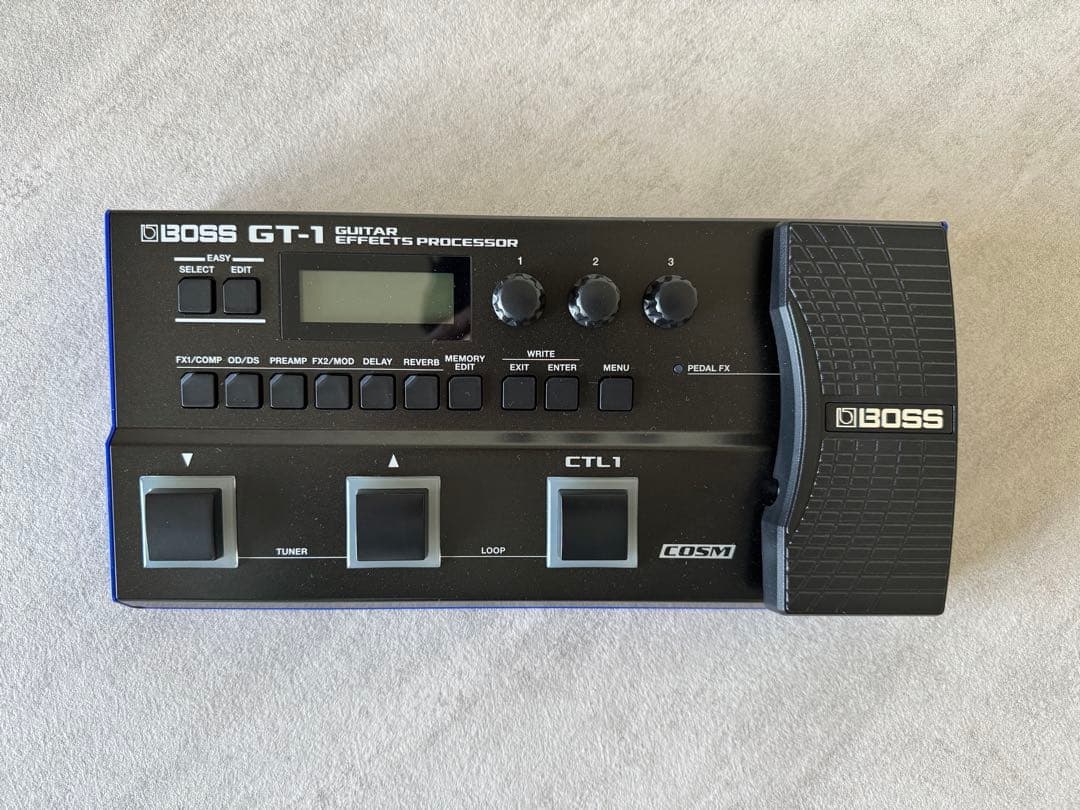 BOSS GT-1 GUITAR EFFECTS PROCESSOR
EASY
SELECT EDIT
1 2 3
FX1/COMP OD/DS PREAMP FX2/MOD DELAY REVERB MEMORY EDIT
WRITE
EXIT ENTER MENU
PEDAL FX
BOSS
▼ ▲ CTL1
TUNER LOOP
COSM